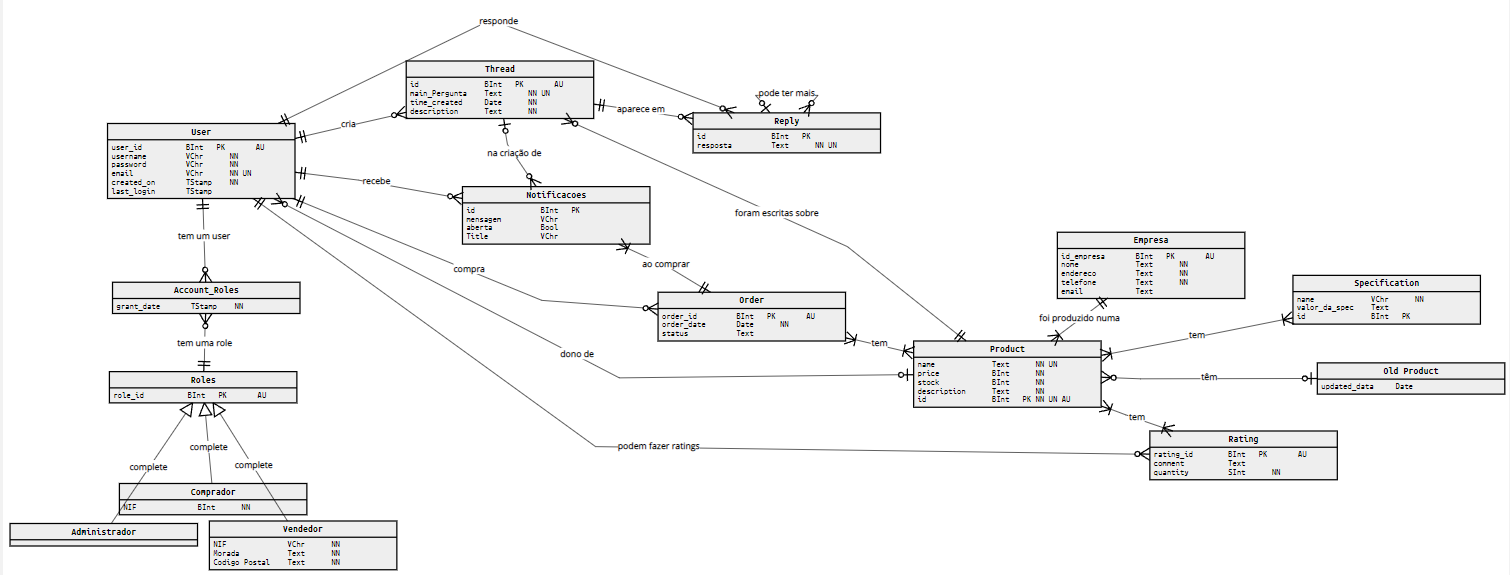 responde
Thread
id BInt PK AU
main_Pergunta Text NN UN
time_created Date NN
description Text NN
pode ter mais
aparece em
Reply
id BInt PK
resposta Text NN UN
cria
User
user_id BInt PK AU
username VChr NN
password VChr NN
email VChr NN UN
created_on TStamp NN
last_login TStamp
na criação de
recebe
Notificacoes
id BInt PK
mensagem VChr
aberta Bool
Title VChr
foram escritas sobre
tem um user
compra
ao comprar
Empresa
id_empresa BInt PK AU
nome Text NN
endereco Text NN
telefone Text NN
email Text
Account_Roles
grant_date TStamp NN
Order
order_id BInt PK AU
order_date Date NN
status Text
Specification
name VChr NN
valor_da_spec Text
id BInt PK
foi produzido numa
tem uma role
dono de
tem
tem
Product
name Text NN UN
price BInt NN
stock BInt NN
description Text NN
id BInt PK NN UN AU
têm
Old Product
updated_data Date
Roles
role_id BInt PK AU
tem
podem fazer ratings
Rating
rating_id BInt PK AU
comment Text
quantity SInt NN
complete
complete
complete
Comprador
NIF BInt NN
Administrador
Vendedor
NIF VChr NN
Morada Text NN
Codigo Postal Text NN